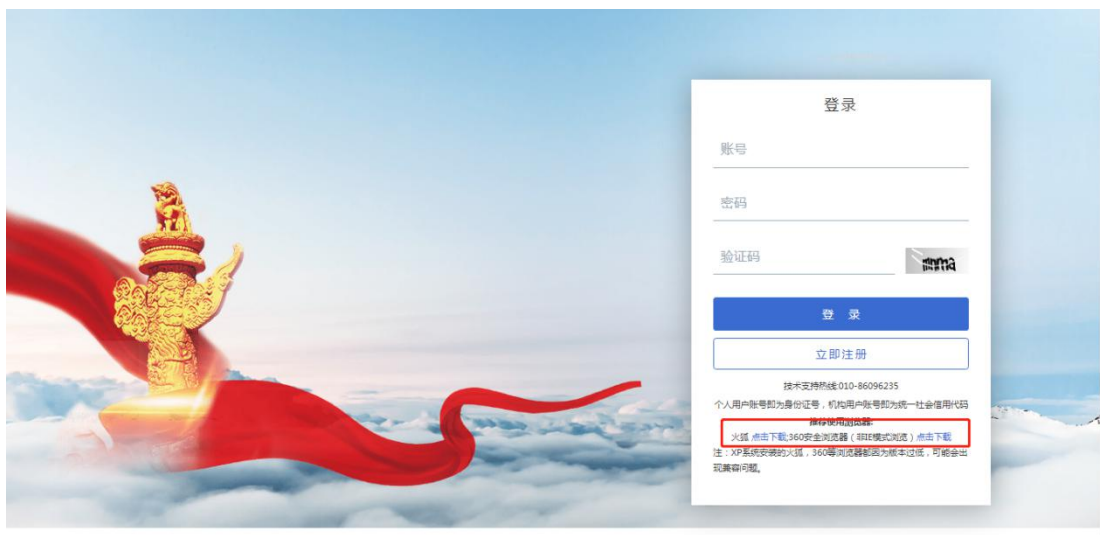 登录
账号
密码
验证码
登 录
立即注册
技术支持热线:010-86096235
个人用户账号即为身份证号，机构用户账号即为统一社会信用代码
推荐使用浏览器:
火狐 点击下载;360安全浏览器（非IE模式浏览）点击下载
注：XP系统安装的火狐，360等浏览器都因为版本过低，可能会出
现兼容问题。